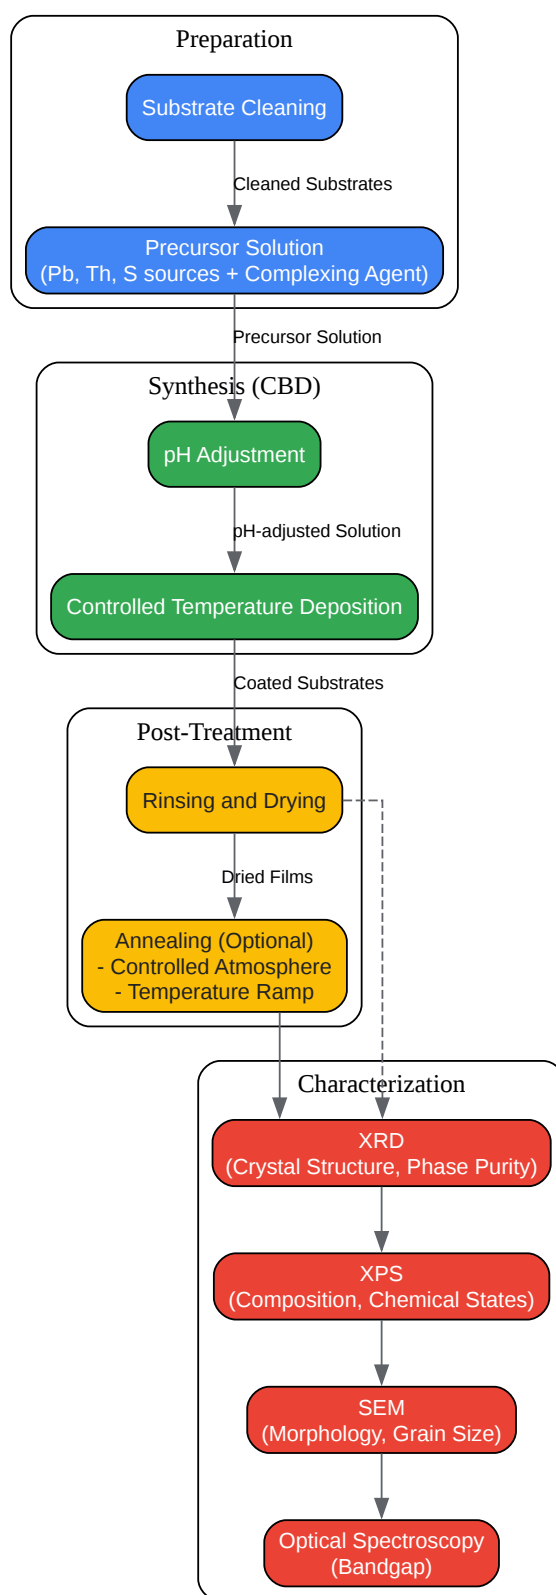 Preparation
Substrate Cleaning
Cleaned Substrates
Precursor Solution
(Pb, Th, S sources + Complexing Agent)
Precursor Solution
Synthesis (CBD)
pH Adjustment
pH-adjusted Solution
Controlled Temperature Deposition
Coated Substrates
Post-Treatment
Rinsing and Drying
Dried Films
Annealing (Optional)
- Controlled Atmosphere
- Temperature Ramp
Characterization
XRD
(Crystal Structure, Phase Purity)
XPS
(Composition, Chemical States)
SEM
(Morphology, Grain Size)
Optical Spectroscopy
(Bandgap)